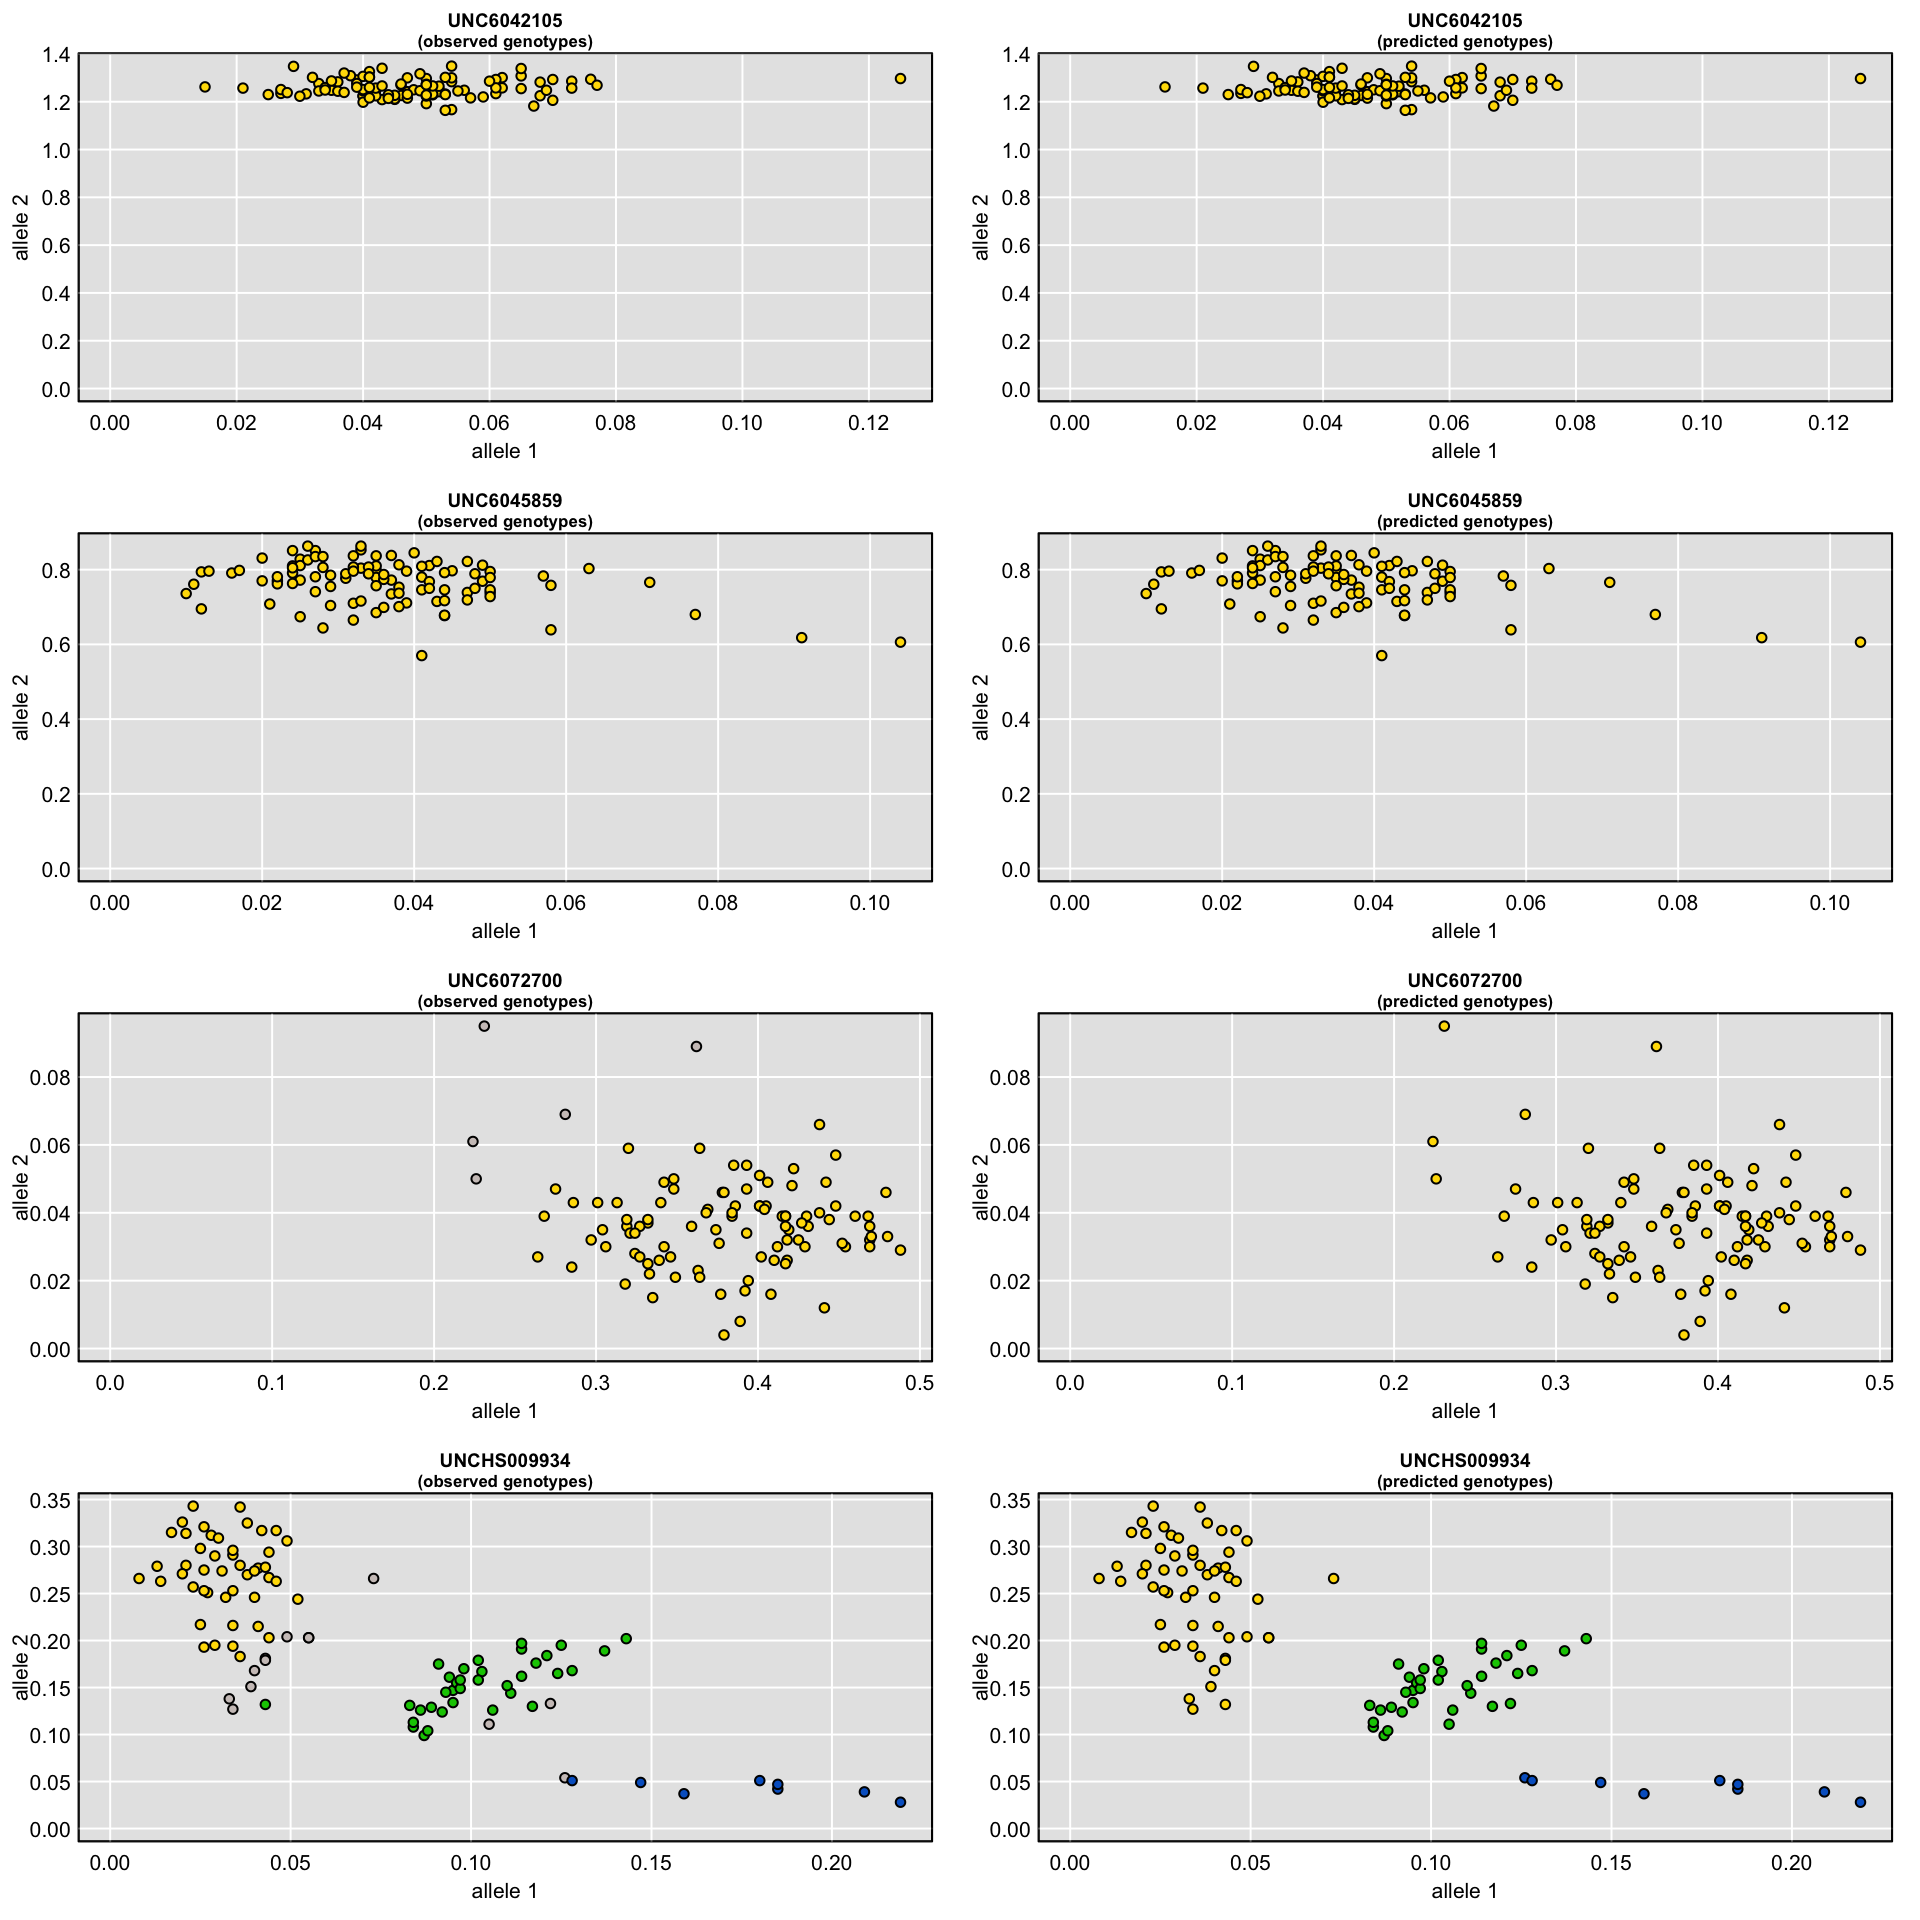 UNC6042105
(observed genotypes)
1.4
1.2
1.0
0.8
0.6
0.4
0.2
0.0
allele 2
0.00 0.02 0.04 0.06 0.08 0.10 0.12
allele 1
UNC6042105
(predicted genotypes)
1.4
1.2
1.0
0.8
0.6
0.4
0.2
0.0
allele 2
0.00 0.02 0.04 0.06 0.08 0.10 0.12
allele 1
UNC6045859
(observed genotypes)
0.8
0.6
0.4
0.2
0.0
allele 2
0.00 0.02 0.04 0.06 0.08 0.10
allele 1
UNC6045859
(predicted genotypes)
0.8
0.6
0.4
0.2
0.0
allele 2
0.00 0.02 0.04 0.06 0.08 0.10
allele 1
UNC6072700
(observed genotypes)
0.08
0.06
0.04
0.02
0.00
allele 2
0.0 0.1 0.2 0.3 0.4 0.5
allele 1
UNC6072700
(predicted genotypes)
0.08
0.06
0.04
0.02
0.00
allele 2
0.0 0.1 0.2 0.3 0.4 0.5
allele 1
UNCHS009934
(observed genotypes)
0.35
0.30
0.25
0.20
0.15
0.10
0.05
0.00
allele 2
0.00 0.05 0.10 0.15 0.20
allele 1
UNCHS009934
(predicted genotypes)
0.35
0.30
0.25
0.20
0.15
0.10
0.05
0.00
allele 2
0.00 0.05 0.10 0.15 0.20
allele 1